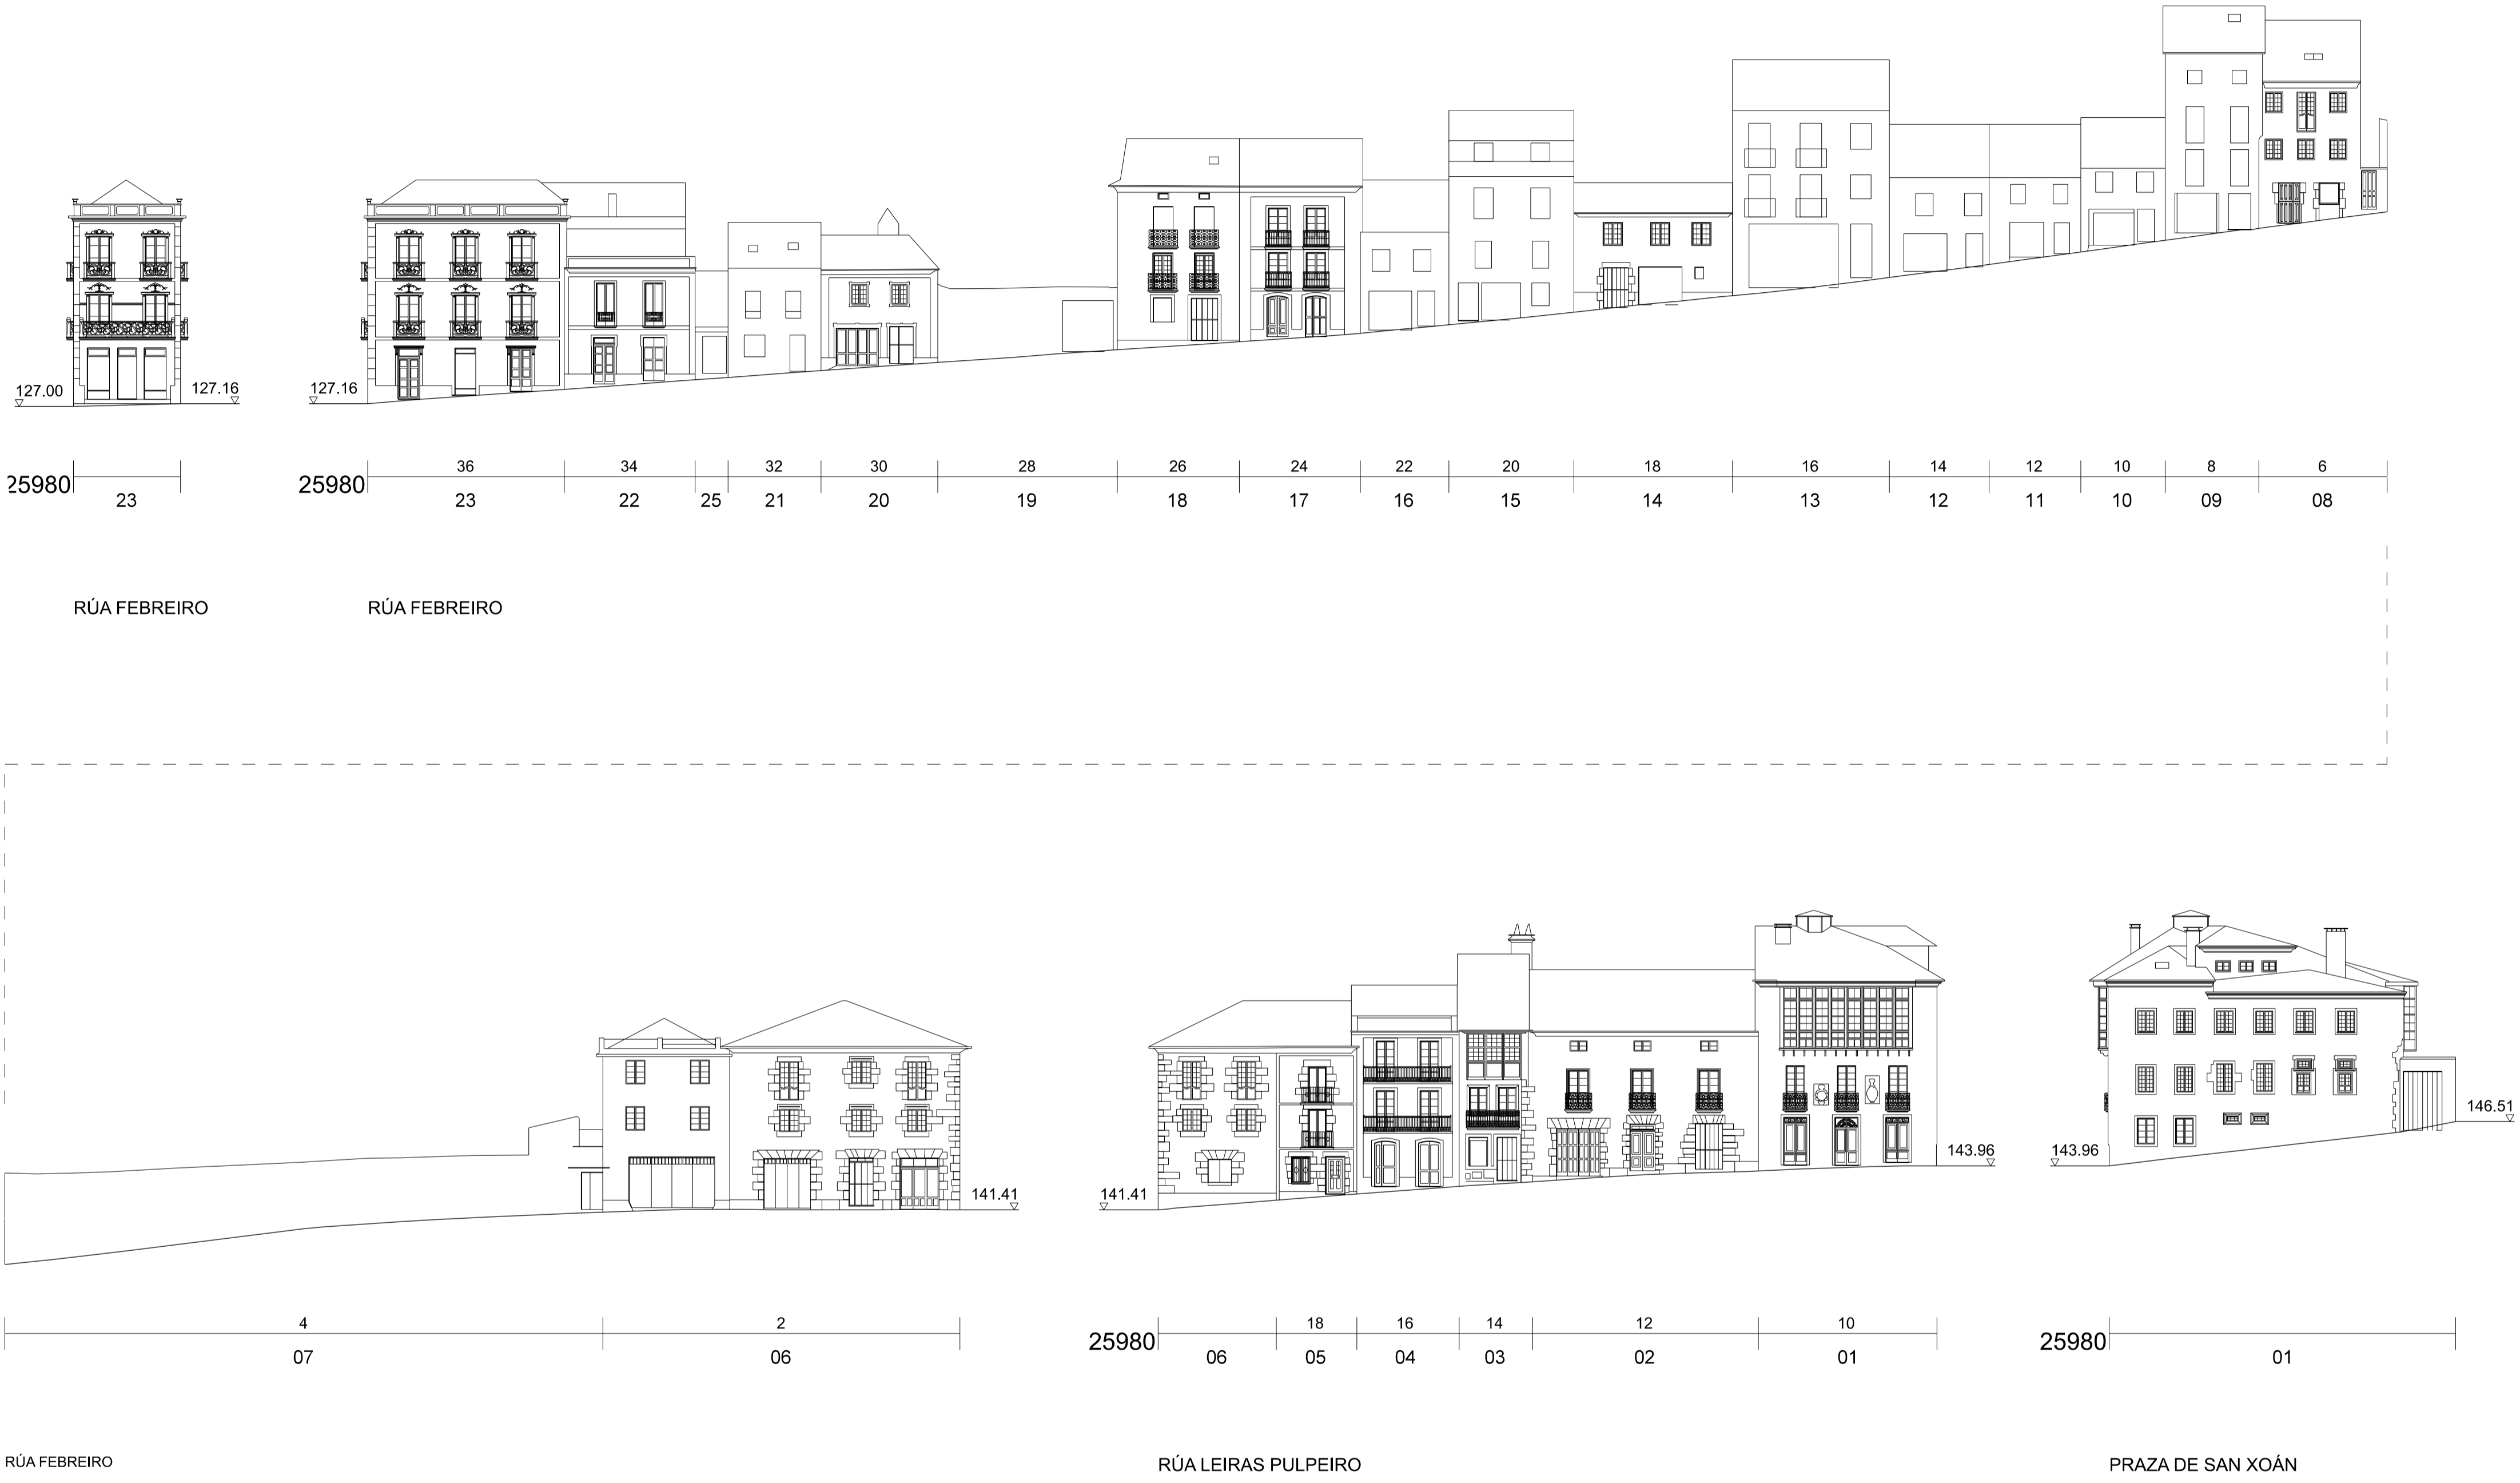 127.00
127.16
127.16
36 34 32 30 28 26 24 22 20 18 16 14 12 10 8 6
25980 23
25980 23 22 25 21 20 19 18 17 16 15 14 13 12 11 10 09 08
RÚA FEBREIRO
RÚA FEBREIRO
141.41
141.41
143.96
143.96
146.51
4 2
07 06
18 16 14 12 10
25980 06 05 04 03 02 01
25980 01
RÚA FEBREIRO
RÚA LEIRAS PULPEIRO
PRAZA DE SAN XOÁN